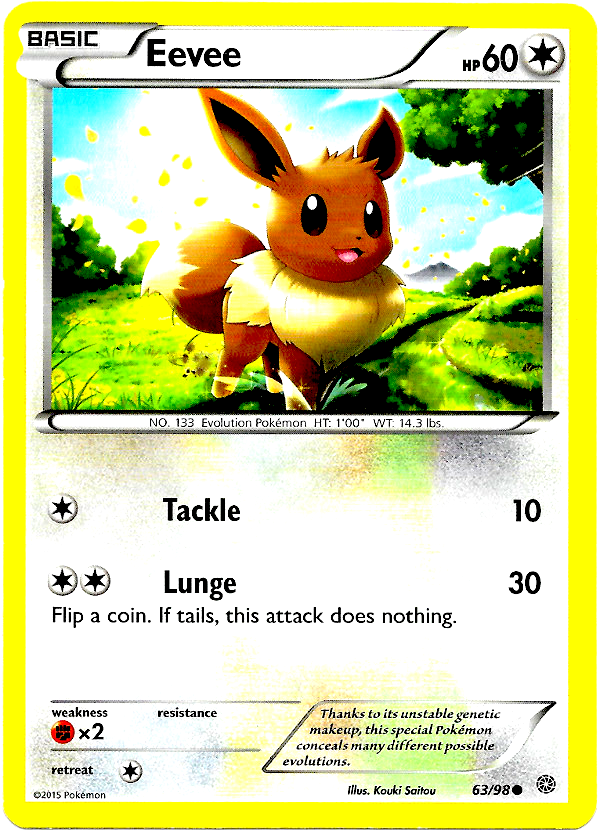 BASIC Eevee HP60
NO. 133 Evolution Pokémon HT: 1'00" WT: 14.3 lbs.
Tackle 10
Lunge 30
Flip a coin. If tails, this attack does nothing.
weakness resistance
×2
retreat
Thanks to its unstable genetic
makeup, this special Pokémon
conceals many different possible
evolutions.
©2015 Pokémon Illus. Kouki Saitou 63/98